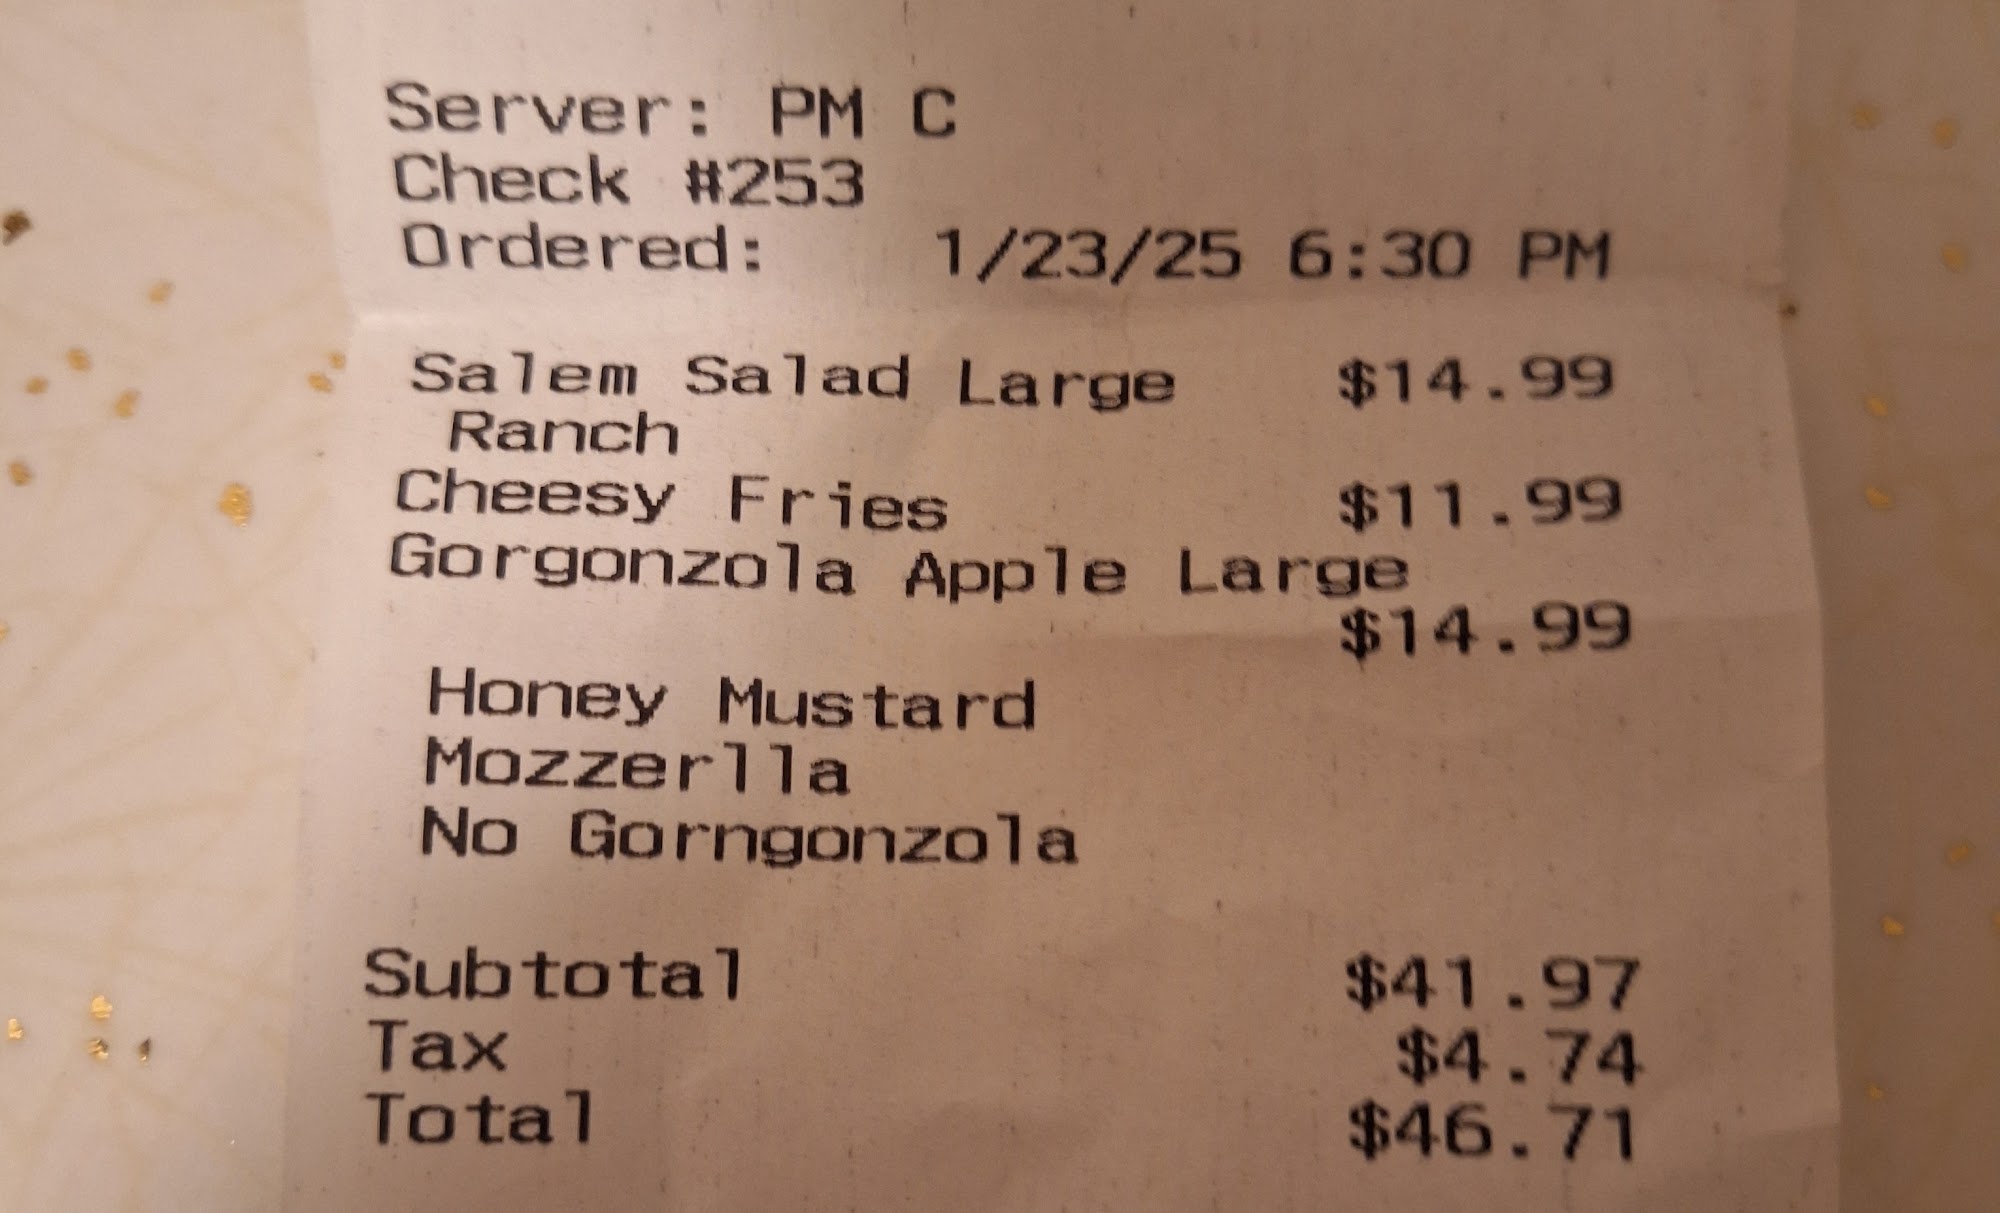 Server: PM C
Check #253
Ordered: 1/23/25 6:30 PM
Salem Salad Large $14.99
Ranch
Cheesy Fries $11.99
Gorgonzola Apple Large
$14.99
Honey Mustard
Mozzerlla
No Gorngonzola
Subtotal $41.97
Tax $4.74
Total $46.71